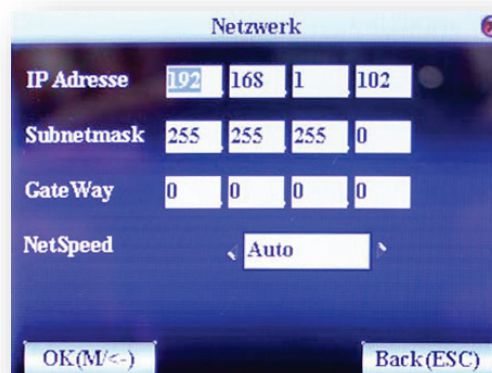 Netzwerk
IP Adresse 192 168 1 102
Subnetmask 255 255 255 0
GateWay 0 0 0 0
NetSpeed Auto
OK(M/<-) Back(ESC)